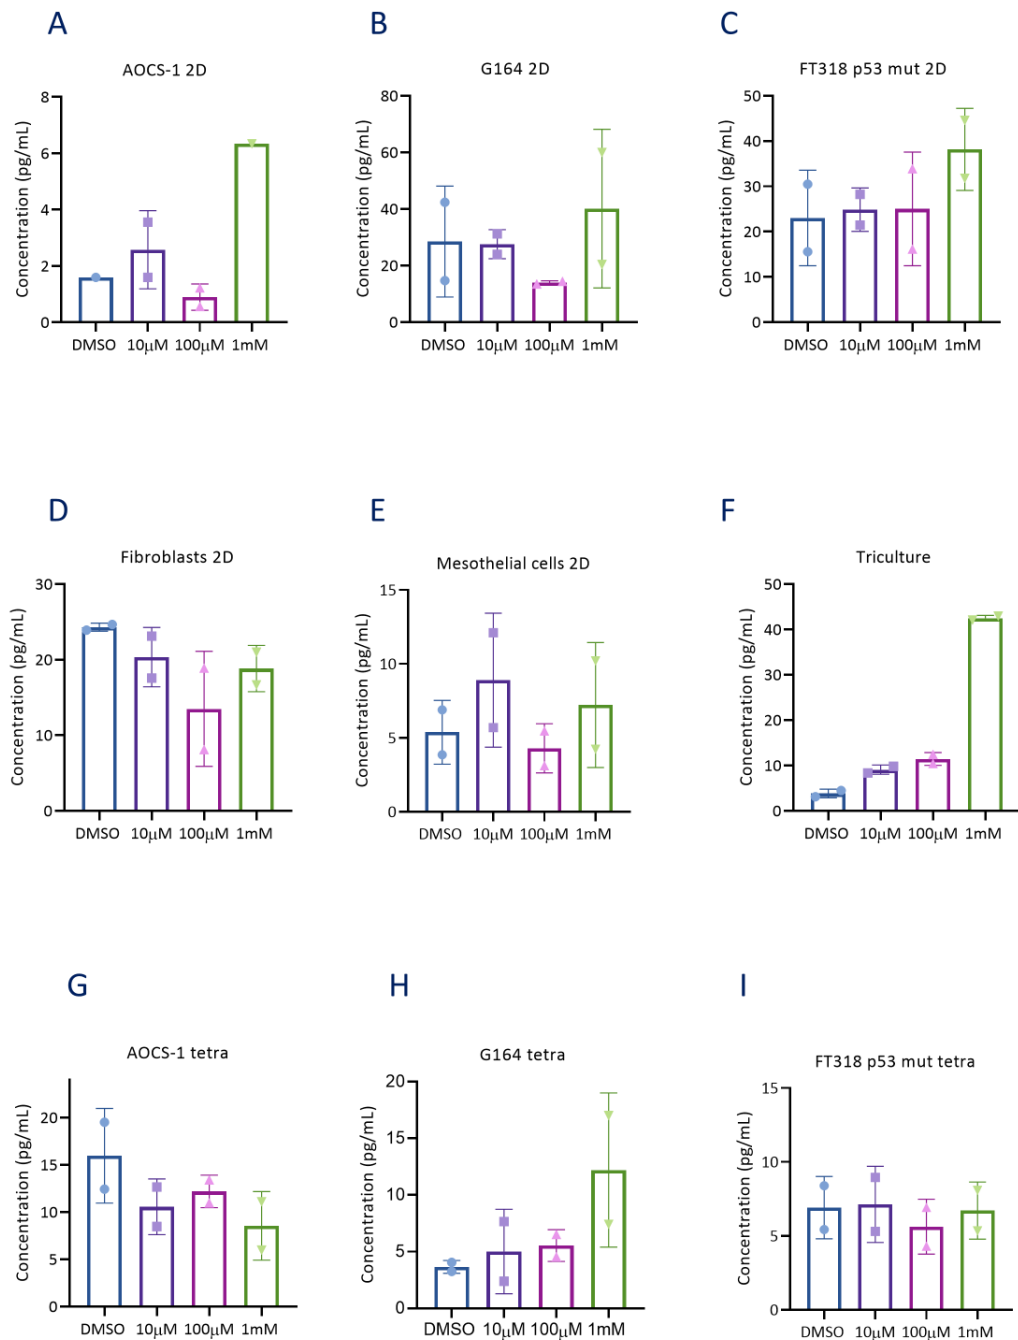 A
B
C
AOCS-1 2D
G164 2D
FT318 p53 mut 2D
Concentration (pg/mL)
8
6
4
2
0
DMSO 10μM 100μM 1mM
Concentration (pg/mL)
80
60
40
20
0
DMSO 10μM 100μM 1mM
Concentration (pg/mL)
50
40
30
20
10
0
DMSO 10μM 100μM 1mM
D
E
F
Fibroblasts 2D
Mesothelial cells 2D
Triculture
Concentration (pg/mL)
30
20
10
0
DMSO 10μM 100μM 1mM
Concentration (pg/mL)
15
10
5
0
DMSO 10μM 100μM 1mM
Concentration (pg/mL)
50
40
30
20
10
0
DMSO 10μM 100μM 1mM
G
H
I
AOCS-1 tetra
G164 tetra
FT318 p53 mut tetra
Concentration (pg/mL)
20
15
10
5
0
DMSO 10μM 100μM 1mM
Concentration (pg/mL)
20
15
10
5
0
DMSO 10μM 100μM 1mM
Concentration (pg/mL)
15
10
5
0
DMSO 10μM 100μM 1mM